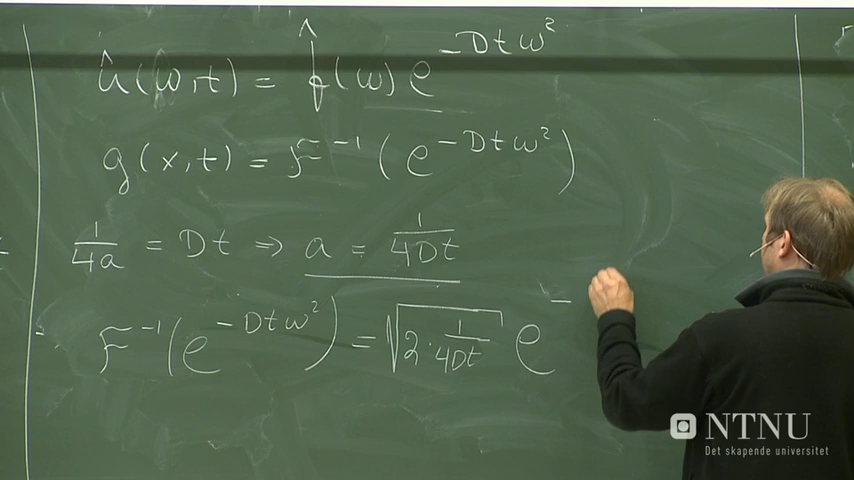 û(ω,t) = f̂(ω) e^{-Dtω²}
g(x,t) = F⁻¹(e^{-Dtω²})
1/4a = Dt ⇒ a = 1/4Dt
F⁻¹(e^{-Dtω²}) = √(2·1/4Dt) e^{-
NTNU
Det skapende universitet